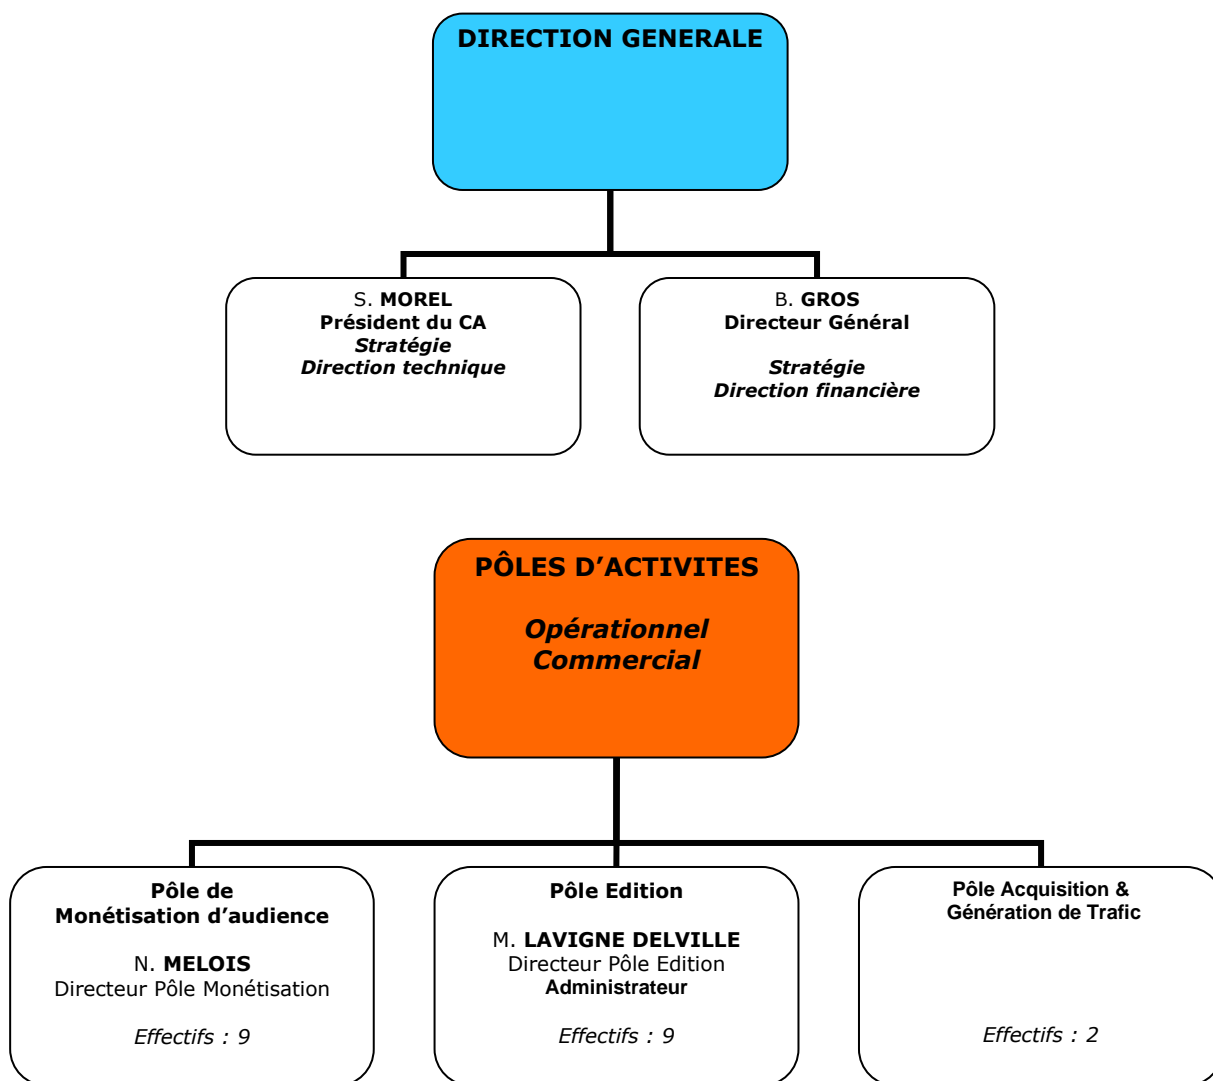 DIRECTION GENERALE
S. MOREL
Président du CA
Stratégie
Direction technique
B. GROS
Directeur Général
Stratégie
Direction financière
PÔLES D’ACTIVITES
Opérationnel
Commercial
Pôle de
Monétisation d’audience
N. MELOIS
Directeur Pôle Monétisation
Effectifs : 9
Pôle Edition
M. LAVIGNE DELVILLE
Directeur Pôle Edition
Administrateur
Effectifs : 9
Pôle Acquisition &
Génération de Trafic
Effectifs : 2